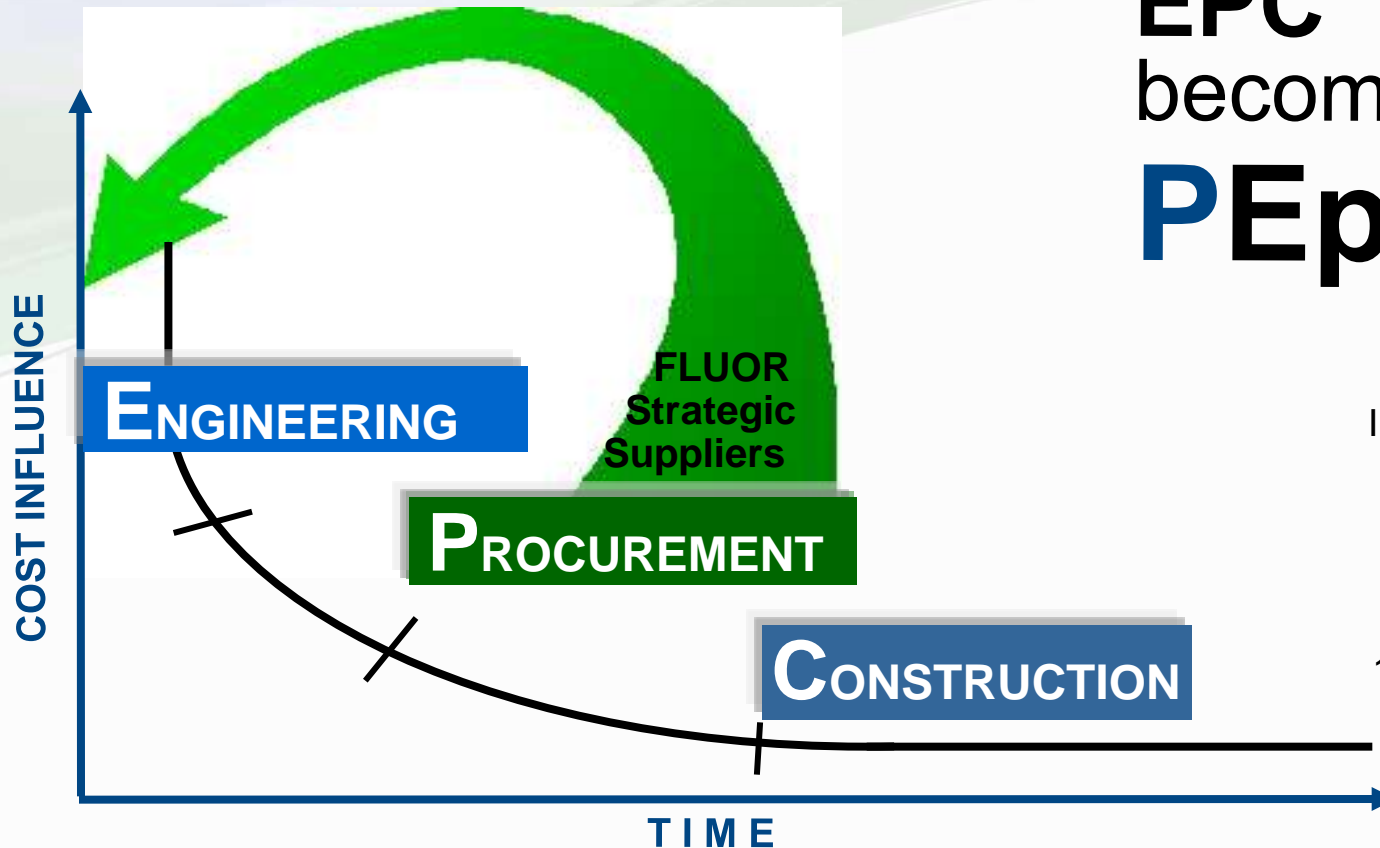 EPC
becom
PEp
COST INFLUENCE
ENGINEERING
FLUOR
Strategic
Suppliers
PROCUREMENT
CONSTRUCTION
TIME